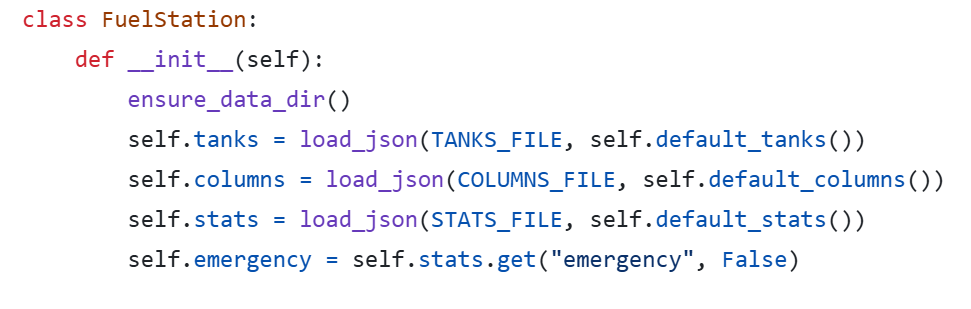 class FuelStation:
    def __init__(self):
        ensure_data_dir()
        self.tanks = load_json(TANKS_FILE, self.default_tanks())
        self.columns = load_json(COLUMNS_FILE, self.default_columns())
        self.stats = load_json(STATS_FILE, self.default_stats())
        self.emergency = self.stats.get("emergency", False)